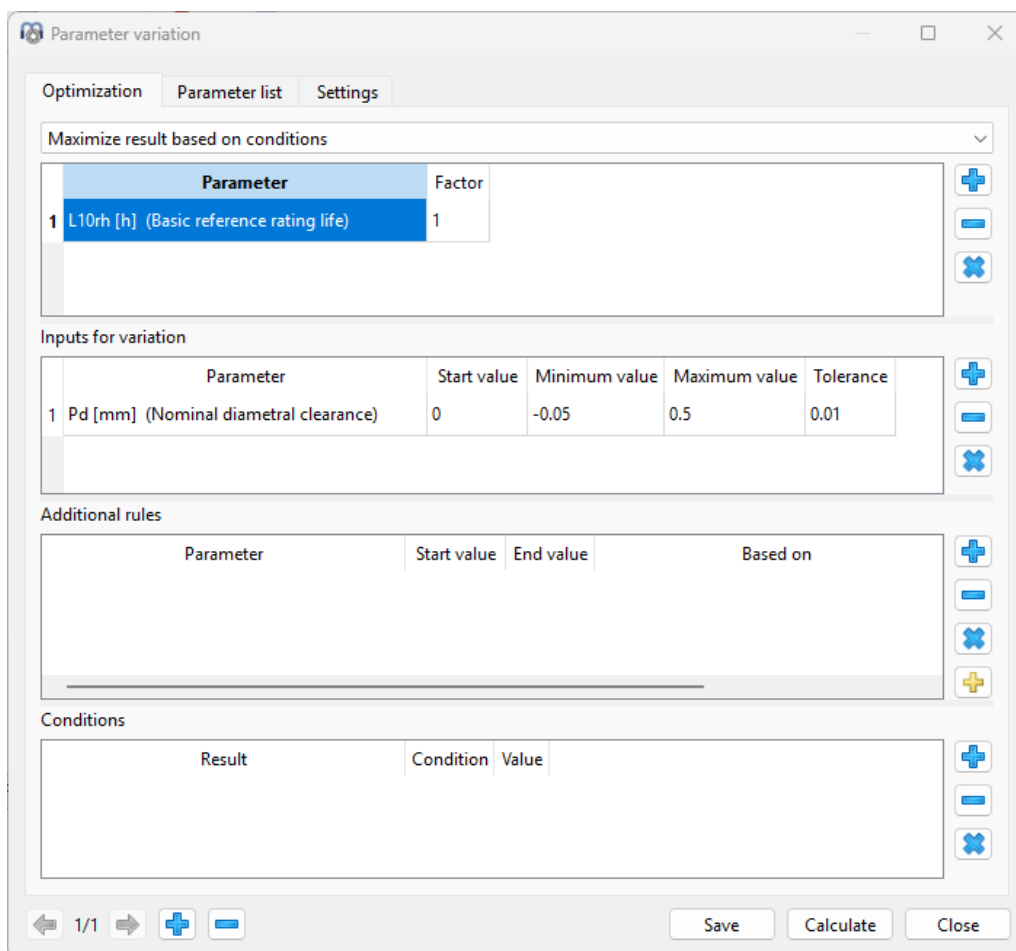 Parameter variation
Optimization Parameter list Settings
Maximize result based on conditions
Parameter Factor
1 L10rh [h] (Basic reference rating life) 1
Inputs for variation
Parameter Start value Minimum value Maximum value Tolerance
1 Pd [mm] (Nominal diametral clearance) 0 -0.05 0.5 0.01
Additional rules
Parameter Start value End value Based on
Conditions
Result Condition Value
1/1 Save Calculate Close